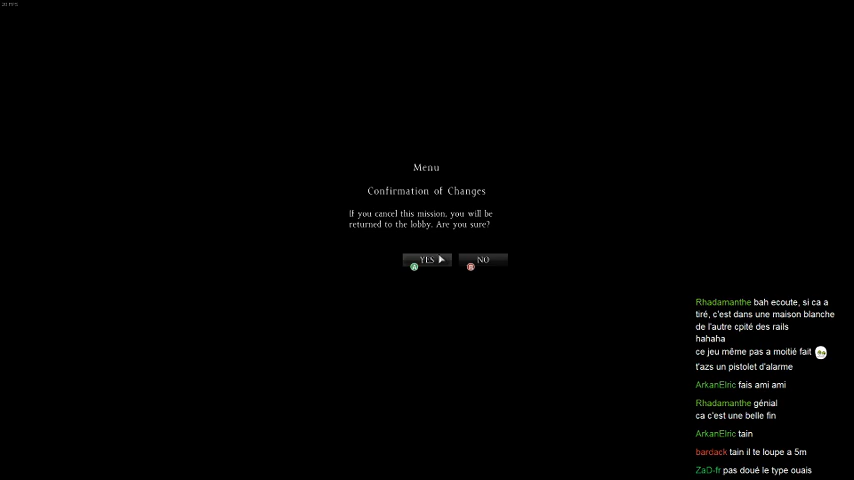 Menu
Confirmation of Changes
If you cancel this mission, you will be
returned to the lobby. Are you sure?
YES
NO
A
B
Rhadamanthe bah ecoute, si ca a
tiré, c'est dans une maison blanche
de l'autre cpité des rails
hahaha
ce jeu même pas a moitié fait
t'azs un pistolet d'alarme
ArkanElric fais ami ami
Rhadamanthe génial
ca c'est une belle fin
ArkanElric tain
bardack tain il te loupe a 5m
ZaD-fr pas doué le type ouais